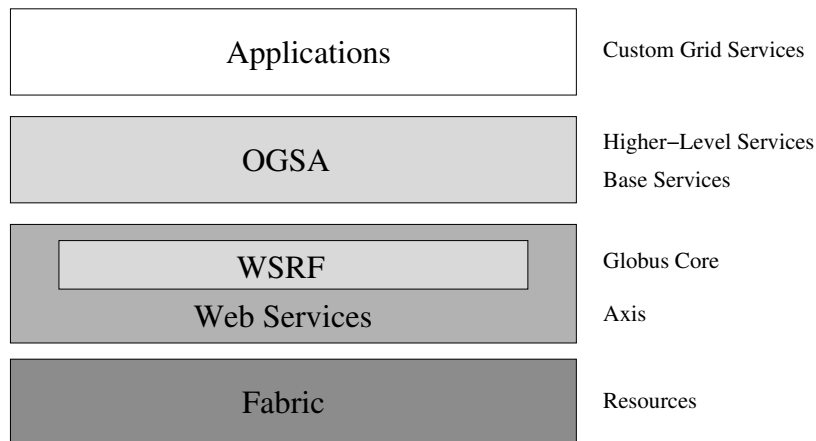 Applications
Custom Grid Services
OGSA
Higher−Level Services
Base Services
WSRF
Globus Core
Web Services
Axis
Fabric
Resources